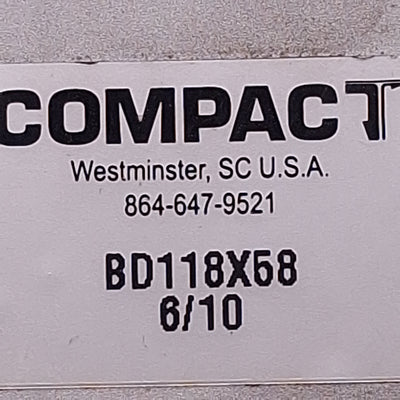 COMPACT
Westminster, SC U.S.A.
864-647-9521
BD118X58
6/10